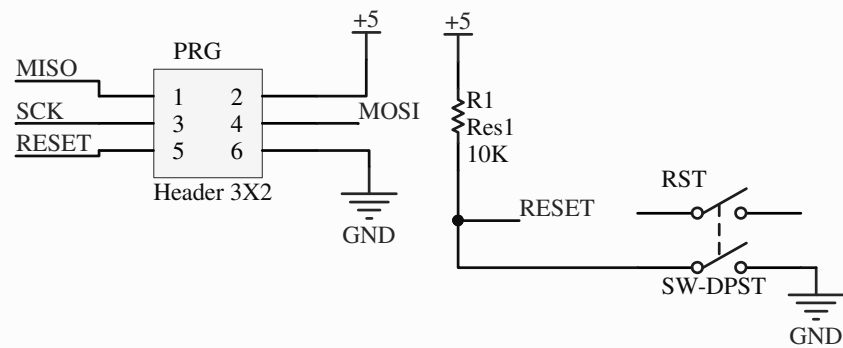 +5
PRG
MISO
1 2
SCK
3 4
MOSI
RESET
5 6
Header 3X2
GND
+5
R1
Res1
10K
RESET
RST
SW-DPST
GND